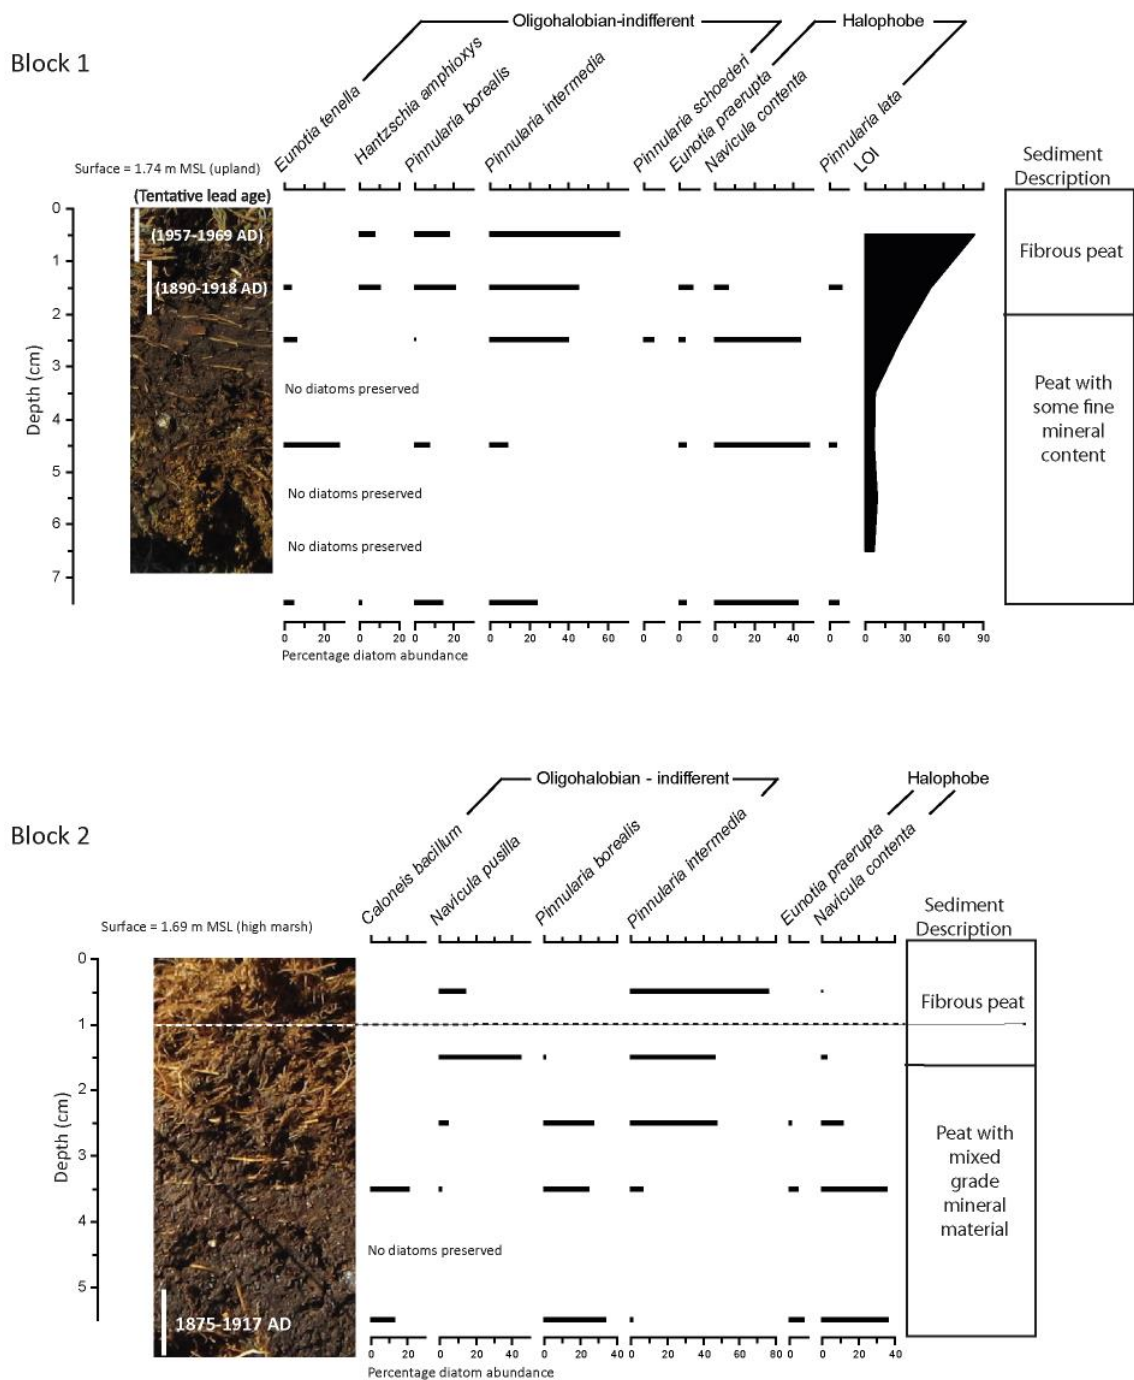 Block 1
Oligohalobian-indifferent
Halophobe
Eunotia tenella
Hantzschia amphioxys
Pinnularia borealis
Pinnularia intermedia
Pinnularia schoederi
Eunotia praerupta
Navicula contenta
Pinnularia lata
LOI
Surface = 1.74 m MSL (upland)
Sediment
Description
(Tentative lead age)
0
(1957-1969 AD)
Fibrous peat
1
(1890-1918 AD)
2
3
No diatoms preserved
Peat with
some fine
mineral
content
4
5
No diatoms preserved
6
No diatoms preserved
7
Depth (cm)
0 20 0 20 0 20 0 20 40 60 0 0 0 20 40 0 0 30 60 90
Percentage diatom abundance
Block 2
Oligohalobian - indifferent
Halophobe
Caloneis bacillum
Navicula pusilla
Pinnularia borealis
Pinnularia intermedia
Eunotia praerupta
Navicula contenta
Surface = 1.69 m MSL (high marsh)
Sediment
Description
0
Fibrous peat
1
2
3
Peat with
mixed
grade
mineral
material
4
No diatoms preserved
5
1875-1917 AD
Depth (cm)
0 20 0 20 40 0 20 40 0 20 40 60 80 0 0 20 40
Percentage diatom abundance